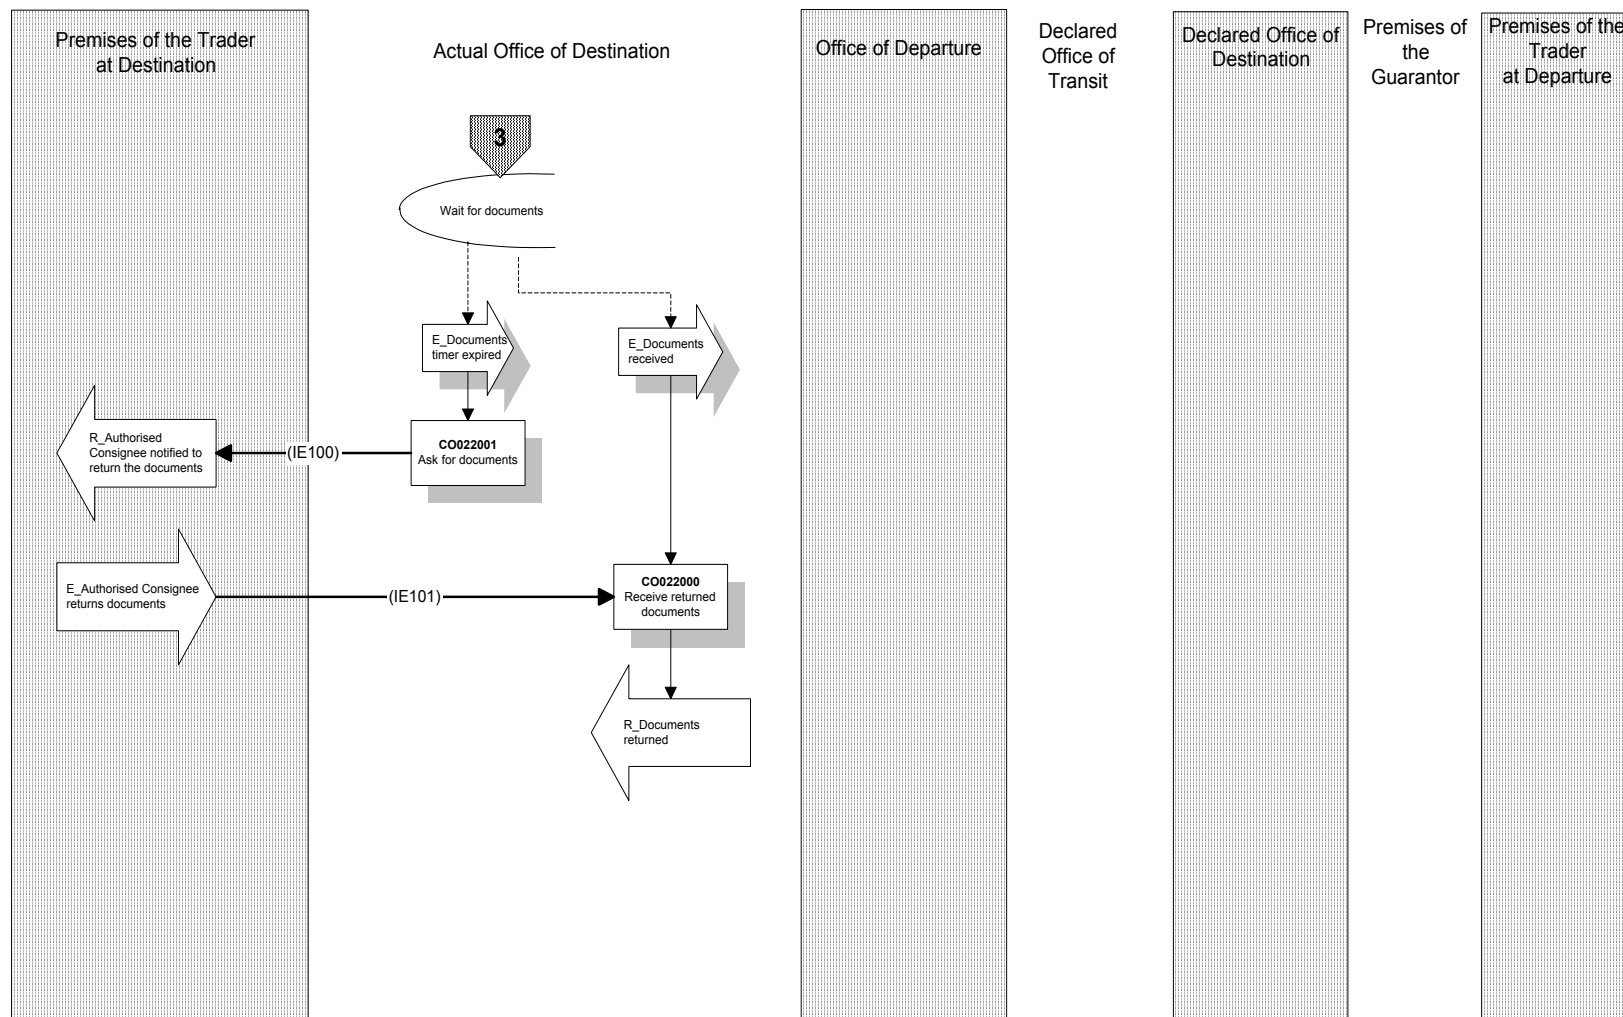 Premises of the Trader
at Destination
Actual Office of Destination
Office of Departure
Declared
Office of
Transit
Declared Office of
Destination
Premises of
the
Guarantor
Premises of the
Trader
at Departure
3
Wait for documents
E_Documents
timer expired
E_Documents
received
R_Authorised
Consignee notified to
return the documents
(IE100)
CO022001
Ask for documents
E_Authorised Consignee
returns documents
(IE101)
CO022000
Receive returned
documents
R_Documents
returned